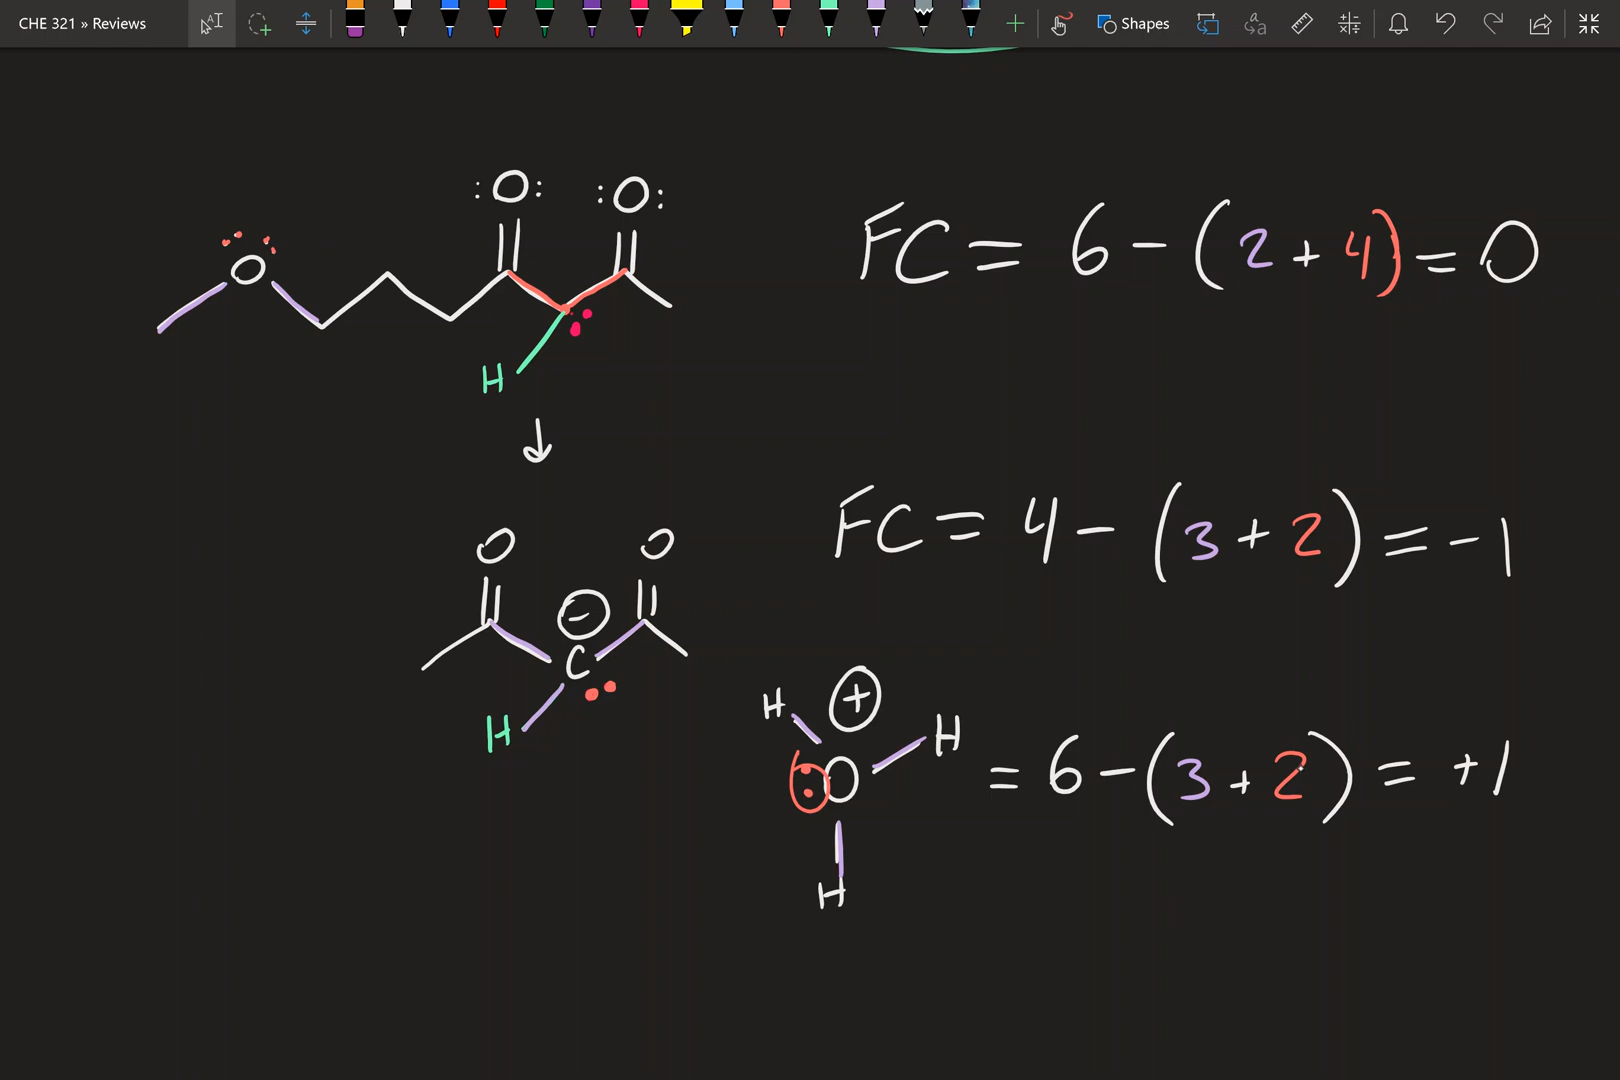 CHE 321 » Reviews
Shapes
:O: :O:
O
H
FC = 6 - (2 + 4) = 0
O O
⊖
C
H
FC = 4 - (3 + 2) = -1
H ⊕ H
:O
H
= 6 - (3 + 2) = +1